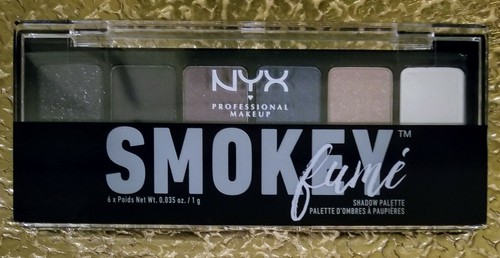 NYX
PROFESSIONAL
MAKEUP
SMOKEY™
fumé
6 x Poids Net Wt. 0.035 oz. / 1 g
SHADOW PALETTE
PALETTE D'OMBRES À PAUPIÈRES